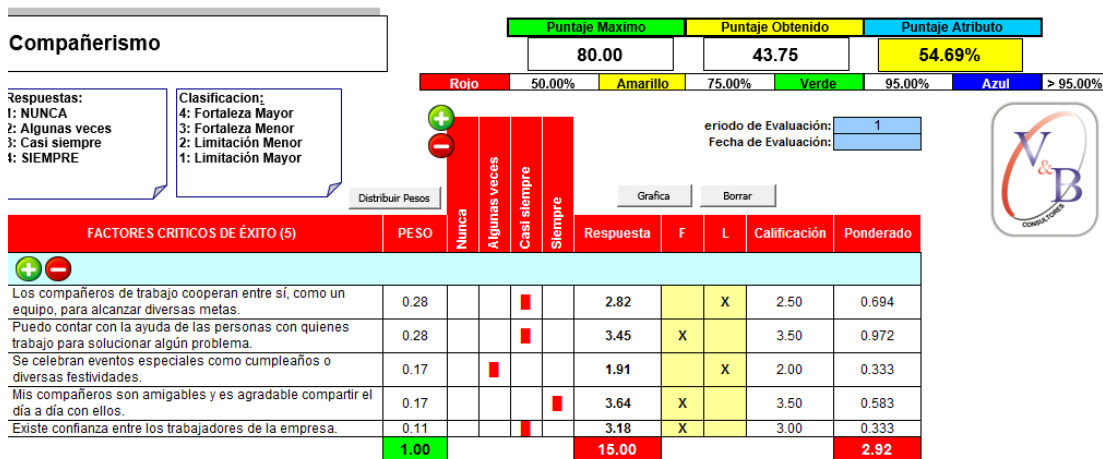 Compañerismo
Puntaje Maximo Puntaje Obtenido Puntaje Atributo
80.00 43.75 54.69%
Rojo 50.00% Amarillo 75.00% Verde 95.00% Azul > 95.00%
Respuestas:
1: NUNCA
2: Algunas veces
3: Casi siempre
4: SIEMPRE
Clasificacion:
4: Fortaleza Mayor
3: Fortaleza Menor
2: Limitación Menor
1: Limitación Mayor
eriodo de Evaluación: 1
Fecha de Evaluación:
Distribuir Pesos
Grafica Borrar
V&B
CONSULTORES
FACTORES CRITICOS DE ÉXITO (5) PESO Nunca Algunas veces Casi siempre Siempre Respuesta F L Calificación Ponderado
Los compañeros de trabajo cooperan entre sí, como un
equipo, para alcanzar diversas metas. 0.28 2.82 X 2.50 0.694
Puedo contar con la ayuda de las personas con quienes
trabajo para solucionar algún problema. 0.28 3.45 X 3.50 0.972
Se celebran eventos especiales como cumpleaños o
diversas festividades. 0.17 1.91 X 2.00 0.333
Mis compañeros son amigables y es agradable compartir el
día a día con ellos. 0.17 3.64 X 3.50 0.583
Existe confianza entre los trabajadores de la empresa. 0.11 3.18 X 3.00 0.333
1.00 15.00 2.92